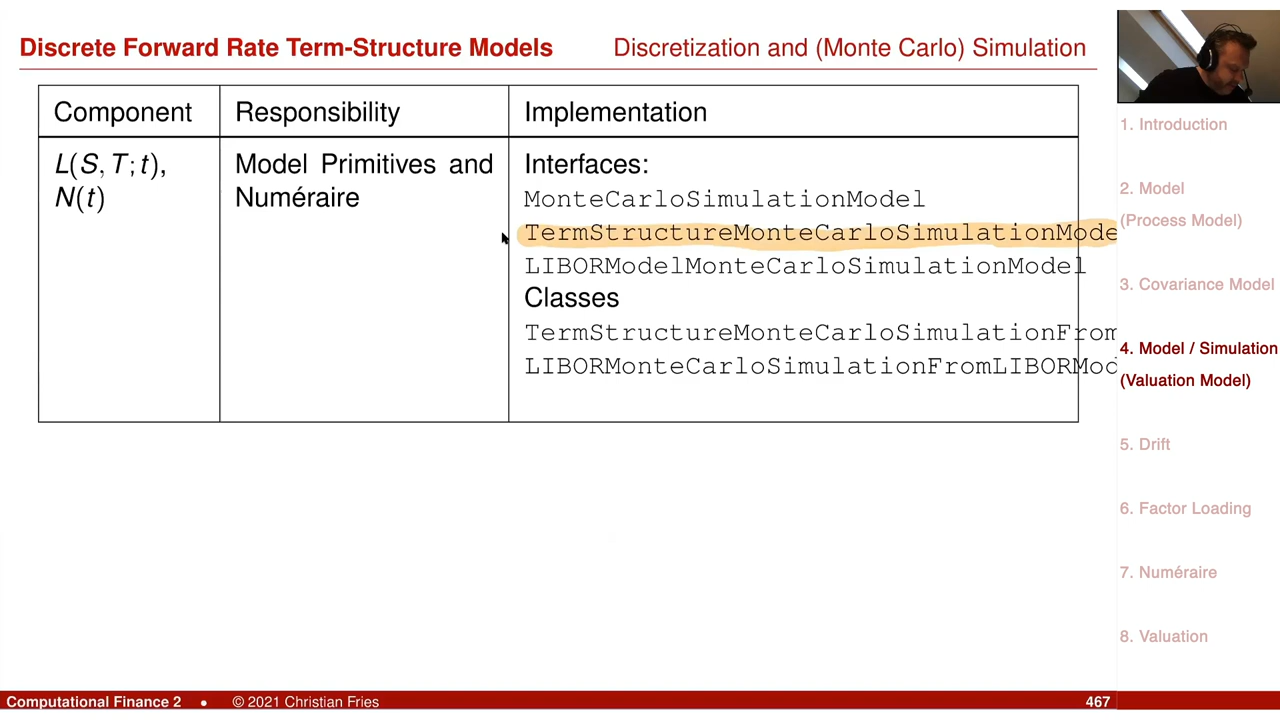 Discrete Forward Rate Term-Structure Models Discretization and (Monte Carlo) Simulation
Component Responsibility Implementation
L(S, T; t), Model Primitives and Interfaces:
N(t) Numéraire MonteCarloSimulationModel
TermStructureMonteCarloSimulationMode
LIBORModelMonteCarloSimulationModel
Classes
TermStructureMonteCarloSimulationFrom
LIBORMonteCarloSimulationFromLIBORMod
1. Introduction
2. Model
(Process Model)
3. Covariance Model
4. Model / Simulation
(Valuation Model)
5. Drift
6. Factor Loading
7. Numéraire
8. Valuation
Computational Finance 2 • © 2021 Christian Fries 467